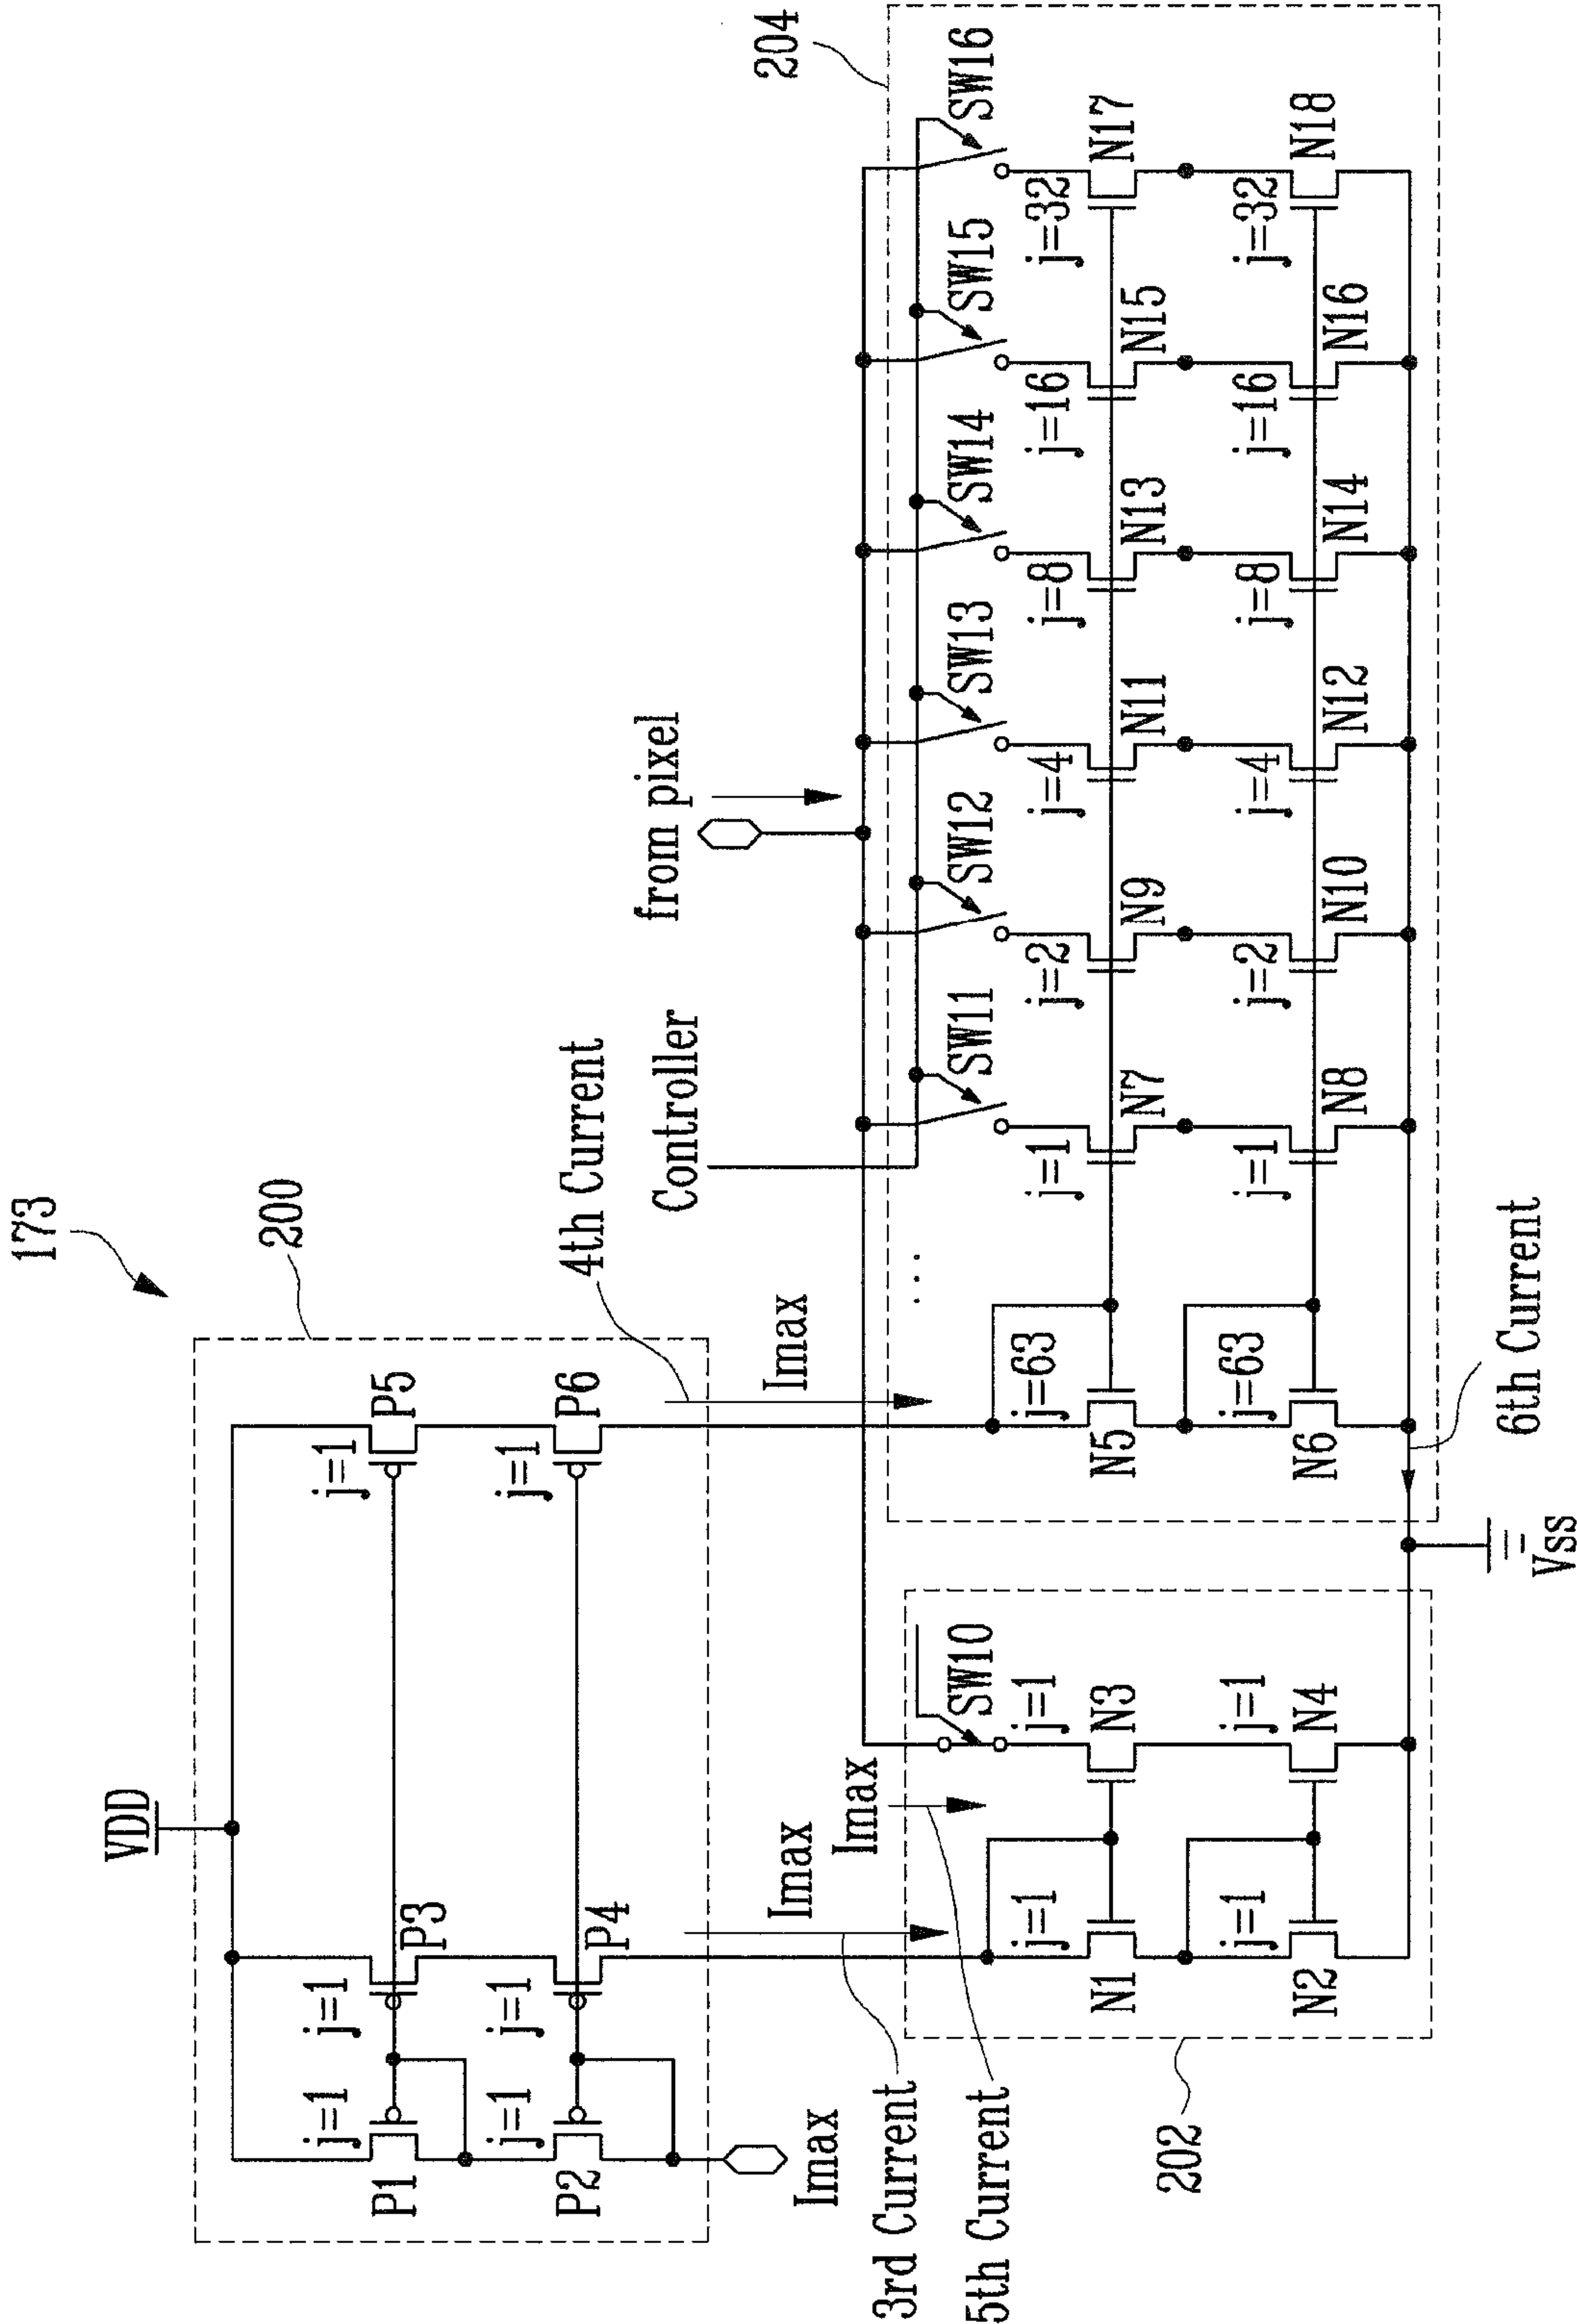 173
VDD
200
j=1
j=1
j=1
P1
P3
P5
j=1
j=1
j=1
P2
P4
P6
Imax
4th Current
Controller
from pixel
204
Imax
Imax
3rd Current
Imax
5th Current
SW10
...
SW11
SW12
SW13
SW14
SW15
SW16
j=1
j=1
j=63
j=1
j=2
j=4
j=8
j=16
j=32
N1
N3
N5
N7
N9
N11
N13
N15
N17
j=1
j=1
j=63
j=1
j=2
j=4
j=8
j=16
j=32
N2
N4
N6
N8
N10
N12
N14
N16
N18
202
Vss
6th Current